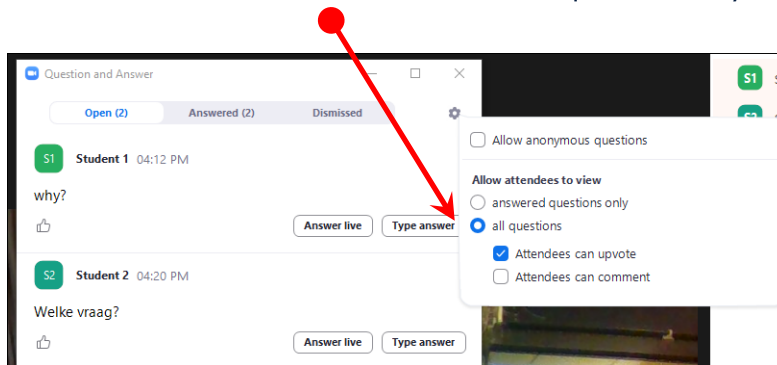 Question and Answer
Open (2) Answered (2) Dismissed
S1 Student 1 04:12 PM
why?
Answer live Type answer
S2 Student 2 04:20 PM
Welke vraag?
Answer live Type answer
Allow anonymous questions
Allow attendees to view
answered questions only
all questions
Attendees can upvote
Attendees can comment
S1